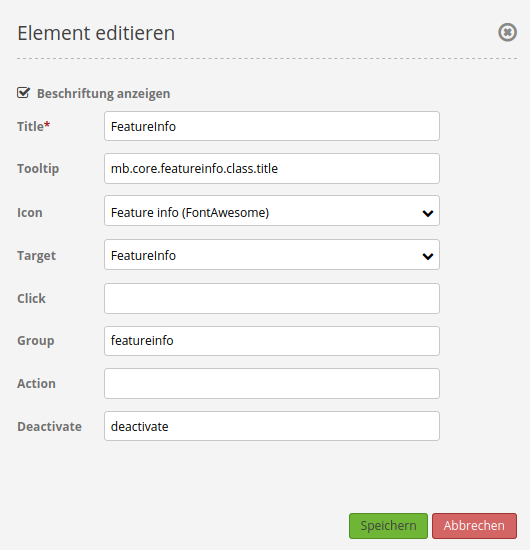 Element editieren
Beschriftung anzeigen
Title* FeatureInfo
Tooltip mb.core.featureinfo.class.title
Icon Feature info (FontAwesome)
Target FeatureInfo
Click
Group featureinfo
Action
Deactivate deactivate
Speichern Abbrechen